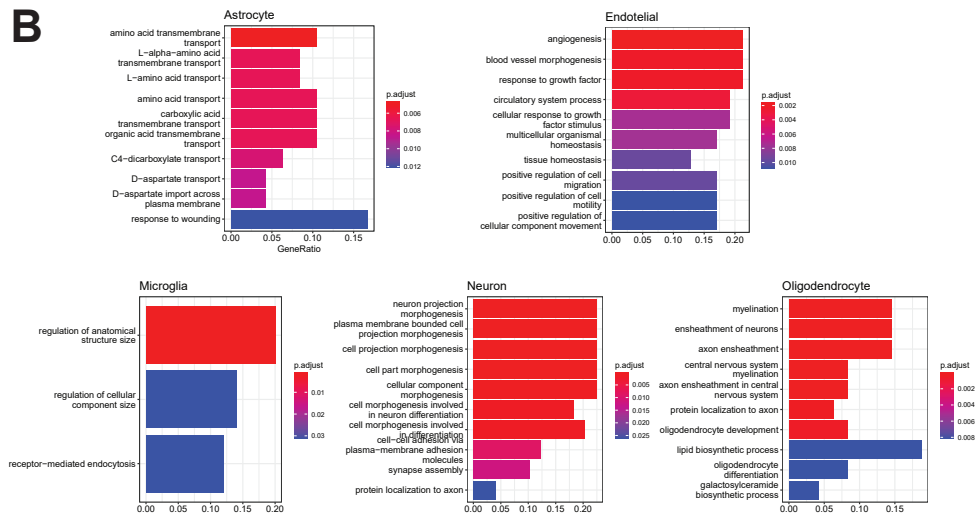 B
Astrocyte
amino acid transmembrane
transport
L-alpha-amino acid
transmembrane transport
L-amino acid transport
amino acid transport
carboxylic acid
transmembrane transport
organic acid transmembrane
transport
C4-dicarboxylate transport
D-aspartate transport
D-aspartate import across
plasma membrane
response to wounding
0.00 0.05 0.10 0.15
GeneRatio
p.adjust
0.006
0.008
0.010
0.012
Endotelial
angiogenesis
blood vessel morphogenesis
response to growth factor
circulatory system process
cellular response to growth
factor stimulus
multicellular organismal
homeostasis
tissue homeostasis
positive regulation of cell
migration
positive regulation of cell
motility
positive regulation of
cellular component movement
0.00 0.05 0.10 0.15 0.20
p.adjust
0.002
0.004
0.006
0.008
0.010
Microglia
regulation of anatomical
structure size
regulation of cellular
component size
receptor-mediated endocytosis
0.00 0.05 0.10 0.15 0.20
p.adjust
0.01
0.02
0.03
Neuron
neuron projection
morphogenesis
plasma membrane bounded cell
projection morphogenesis
cell projection morphogenesis
cell part morphogenesis
cellular component
morphogenesis
cell morphogenesis involved
in neuron differentiation
cell morphogenesis involved
in differentiation
cell-cell adhesion via
plasma-membrane adhesion
molecules
synapse assembly
protein localization to axon
0.00 0.05 0.10 0.15 0.20
p.adjust
0.005
0.010
0.015
0.020
0.025
Oligodendrocyte
myelination
ensheathment of neurons
axon ensheathment
central nervous system
myelination
axon ensheathment in central
nervous system
protein localization to axon
oligodendrocyte development
lipid biosynthetic process
oligodendrocyte
differentiation
galactosylceramide
biosynthetic process
0.00 0.05 0.10 0.15
p.adjust
0.002
0.004
0.006
0.008